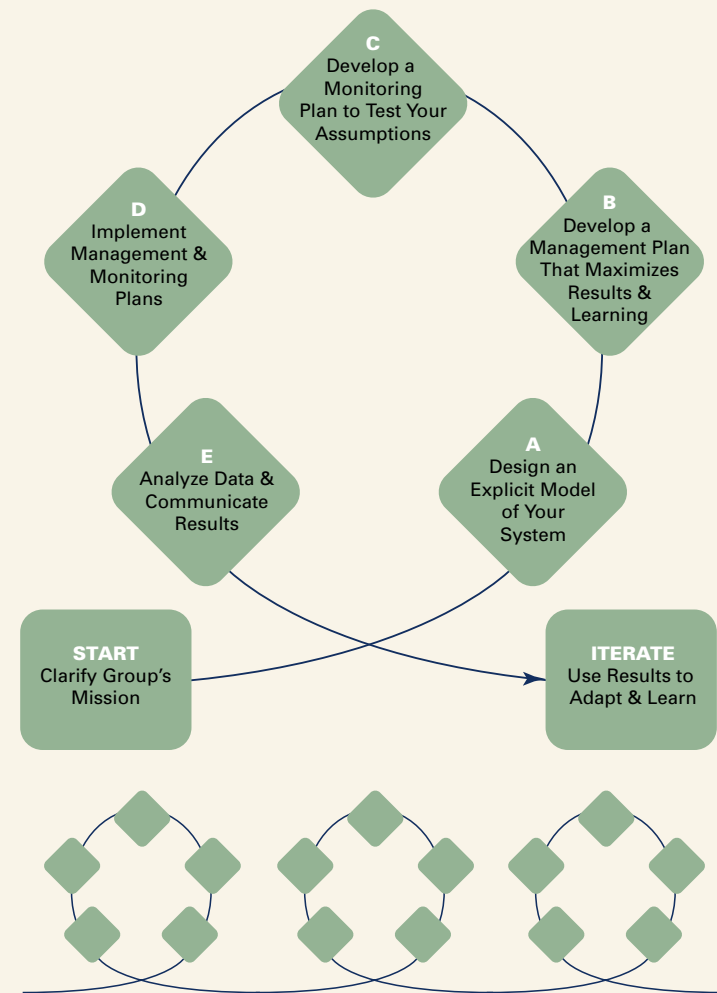 C
Develop a
Monitoring
Plan to Test Your
Assumptions
D
Implement
Management &
Monitoring
Plans
B
Develop a
Management Plan
That Maximizes
Results &
Learning
E
Analyze Data &
Communicate
Results
A
Design an
Explicit Model
of Your
System
START
Clarify Group's
Mission
ITERATE
Use Results to
Adapt & Learn